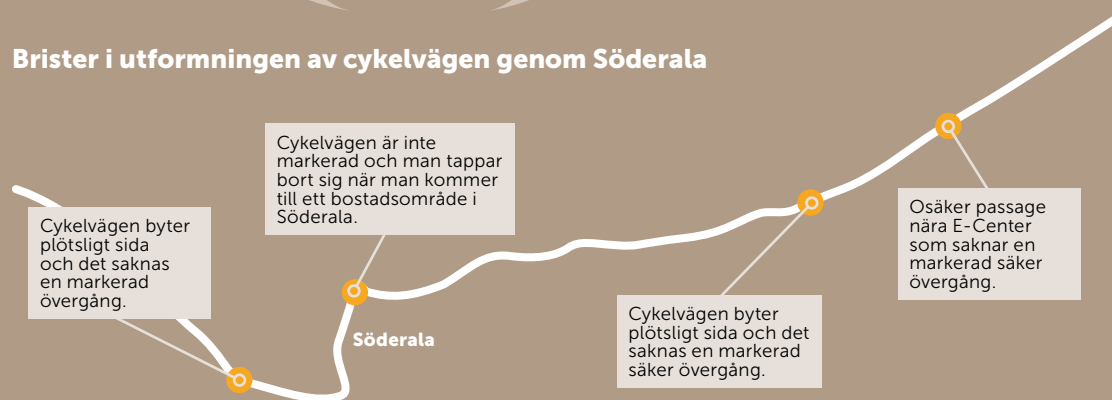 Brister i utformningen av cykelvägen genom Söderala
Cykelvägen är inte
markerad och man tappar
bort sig när man kommer
till ett bostadsområde i
Söderala.
Cykelvägen byter
plötsligt sida
och det saknas
en markerad
övergång.
Osäker passage
nära E-Center
som saknar en
markerad säker
övergång.
Cykelvägen byter
plötsligt sida och det
saknas en markerad
säker övergång.
Söderala